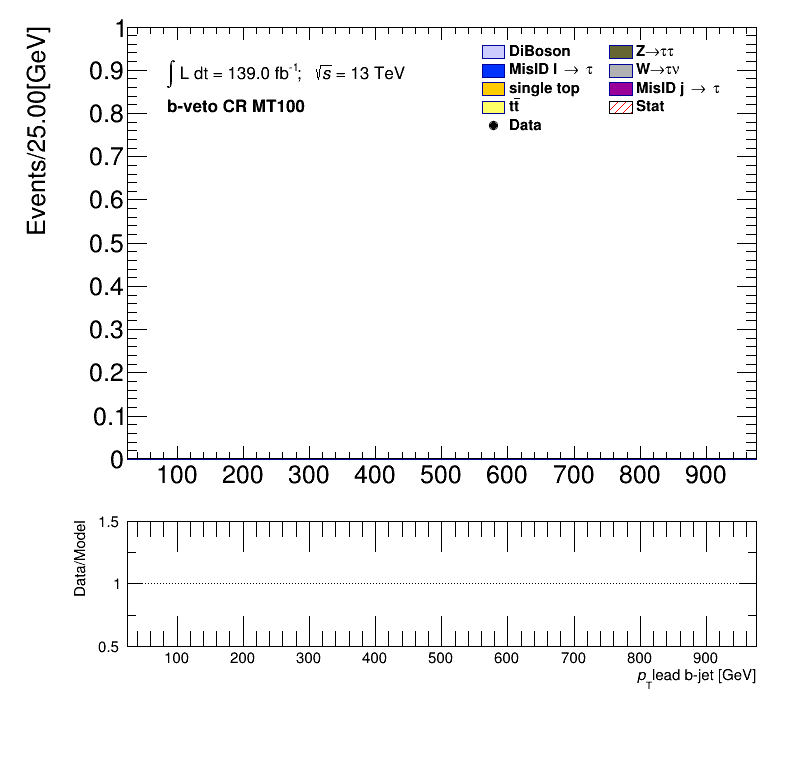 Events/25.00[GeV]
1
0.9
0.8
0.7
0.6
0.5
0.4
0.3
0.2
0.1
0
∫ L dt = 139.0 fb⁻¹; √s = 13 TeV
b-veto CR MT100
DiBoson
MisID l → τ
single top
tt̄
Data
Z→ττ
W→τν
MisID j → τ
Stat
100 200 300 400 500 600 700 800 900
Data/Model
1.5
1
0.5
100 200 300 400 500 600 700 800 900
p_T lead b-jet [GeV]